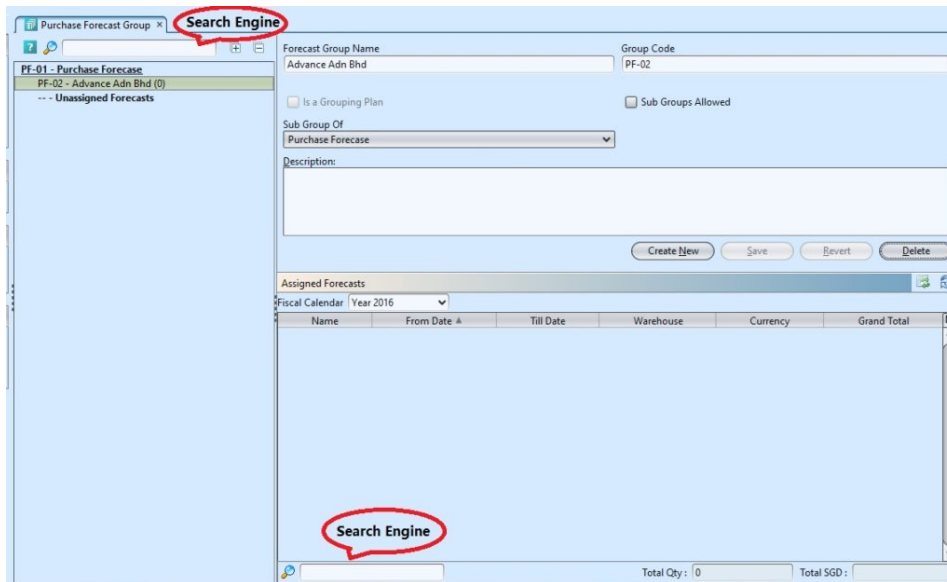 Purchase Forecast Group ×
Search Engine
PF-01 - Purchase Forecase
PF-02 - Advance Adn Bhd (0)
-- - Unassigned Forecasts
Forecast Group Name
Group Code
Advance Adn Bhd
PF-02
Is a Grouping Plan
Sub Groups Allowed
Sub Group Of
Purchase Forecase
Description:
Create New
Save
Revert
Delete
Assigned Forecasts
Fiscal Calendar Year 2016
Name From Date Till Date Warehouse Currency Grand Total
Search Engine
Total Qty : 0 Total SGD :